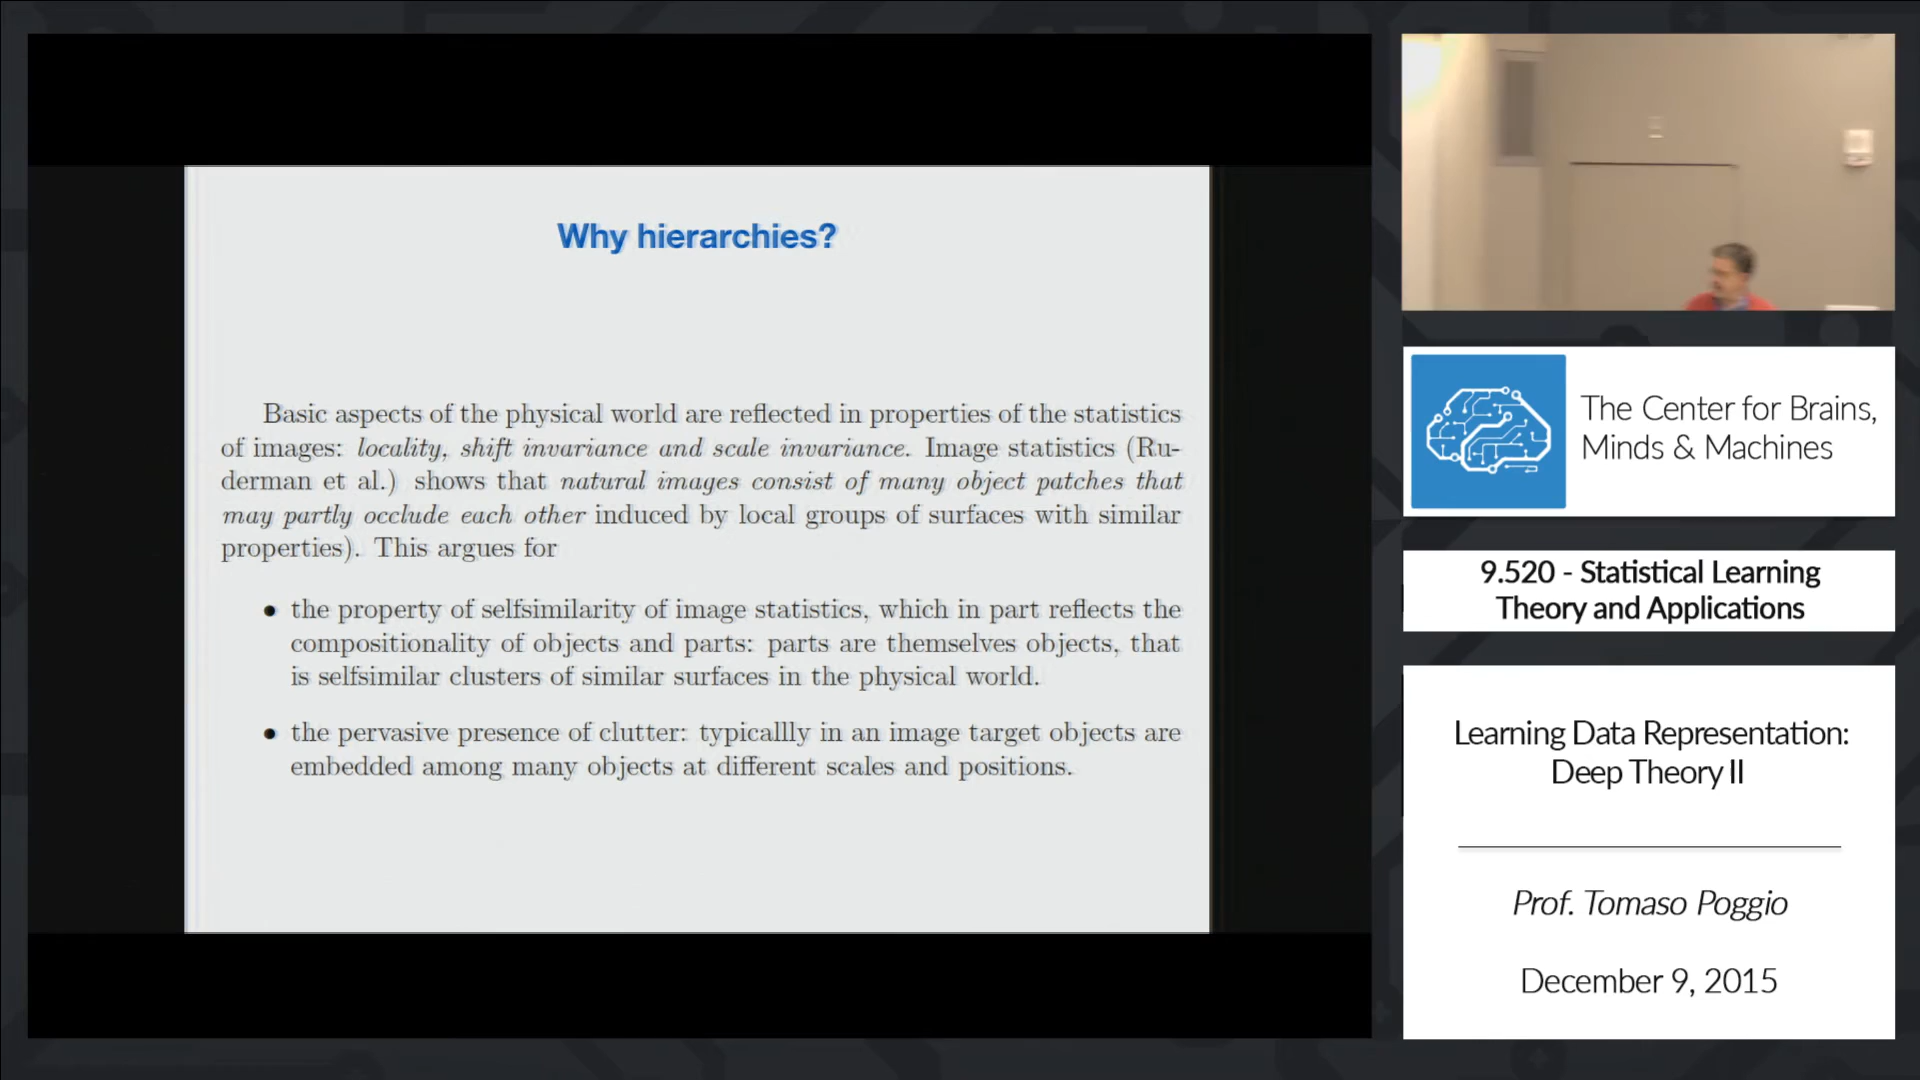 Why hierarchies?
Basic aspects of the physical world are reflected in properties of the statistics
of images: locality, shift invariance and scale invariance. Image statistics (Ru-
derman et al.) shows that natural images consist of many object patches that
may partly occlude each other induced by local groups of surfaces with similar
properties). This argues for
• the property of selfsimilarity of image statistics, which in part reflects the
compositionality of objects and parts: parts are themselves objects, that
is selfsimilar clusters of similar surfaces in the physical world.
• the pervasive presence of clutter: typicallly in an image target objects are
embedded among many objects at different scales and positions.
The Center for Brains,
Minds & Machines
9.520 - Statistical Learning
Theory and Applications
Learning Data Representation:
Deep Theory II
Prof. Tomaso Poggio
December 9, 2015